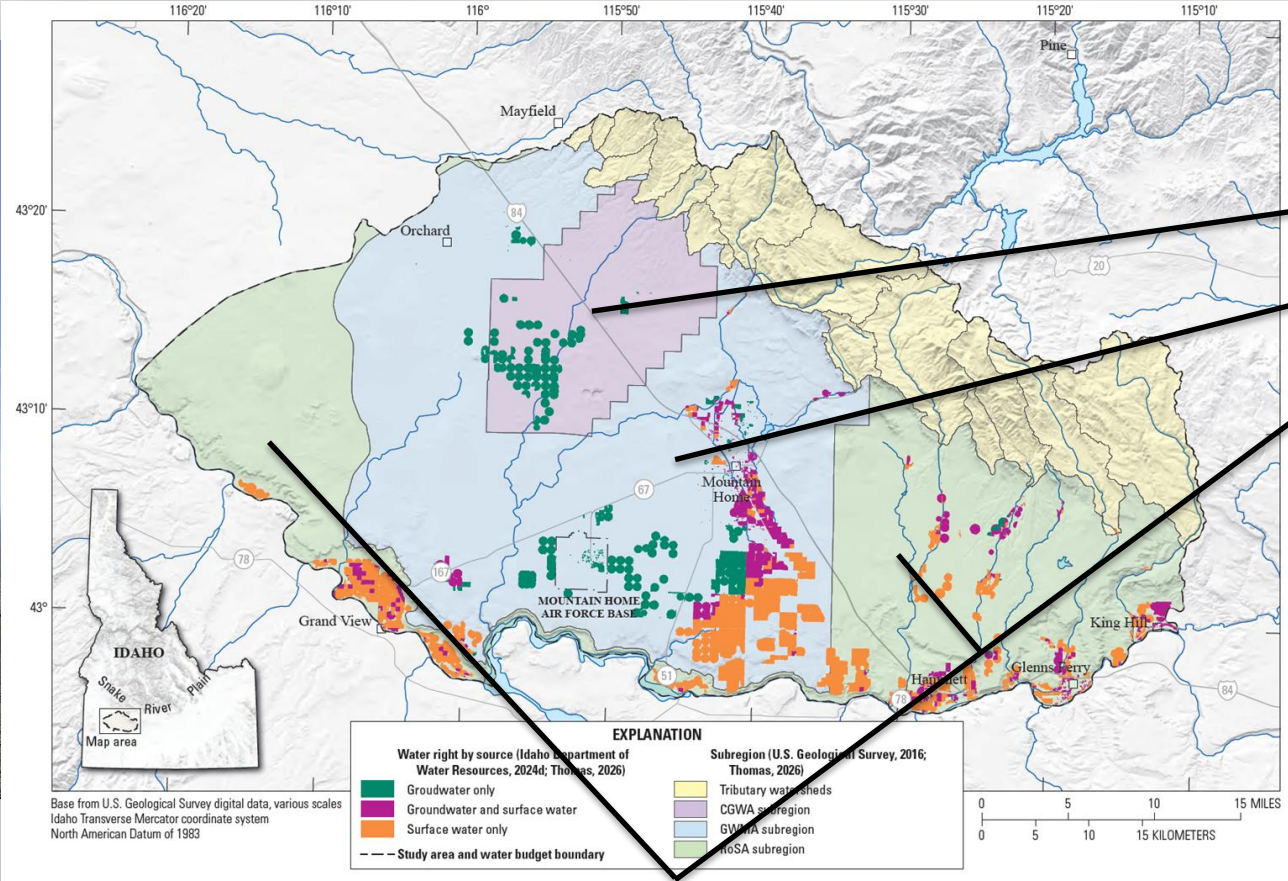 116°20' 116°10' 116° 115°50' 115°40' 115°30' 115°20' 115°10'
Pine
Mayfield
43°20'
84
Orchard
20
43°10'
67
Mountain
Home
78
167
43°
MOUNTAIN HOME
AIR FORCE BASE
Grand View
King Hill
IDAHO
Glenns Ferry
51
Hammett
78
84
Snake
River
Plain
Map area
EXPLANATION
Water right by source (Idaho Department of
Water Resources, 2024d; Thomas, 2026)
Groudwater only
Groundwater and surface water
Surface water only
Study area and water budget boundary
Subregion (U.S. Geological Survey, 2016;
Thomas, 2026)
Tributary watersheds
CGWA subregion
GWMA subregion
RoSA subregion
Base from U.S. Geological Survey digital data, various scales
Idaho Transverse Mercator coordinate system
North American Datum of 1983
0 5 10 15 MILES
0 5 10 15 KILOMETERS